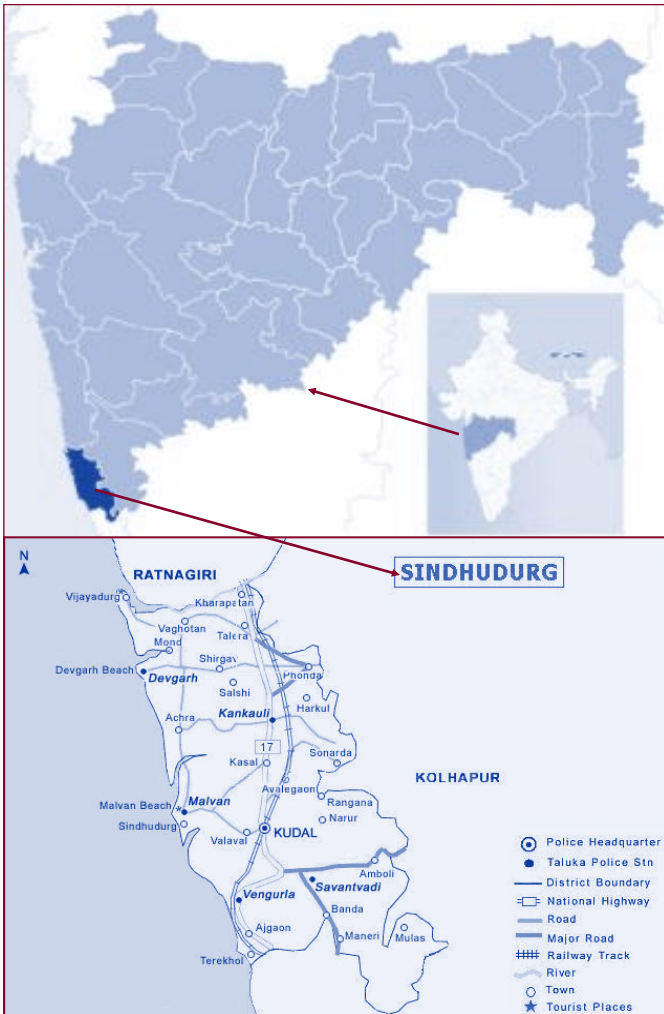 SINDHUDURG
N
RATNAGIRI
Vijayadurg
Kharapatan
Vaghotan
Talera
Mond
Shirgav
Devgarh Beach
Devgarh
Phonda
Salshi
Harkul
Kankauli
Achra
17
Kasal
Sonarda
KOLHAPUR
Avalegaon
Rangana
Malvan Beach
Malvan
Narur
Sindhudurg
KUDAL
Valaval
Police Headquarter
Amboli
Taluka Police Stn
Savantvadi
District Boundary
Vengurla
National Highway
Banda
Road
Ajgaon
Maneri
Mulas
Major Road
Terekhol
Railway Track
River
Town
Tourist Places